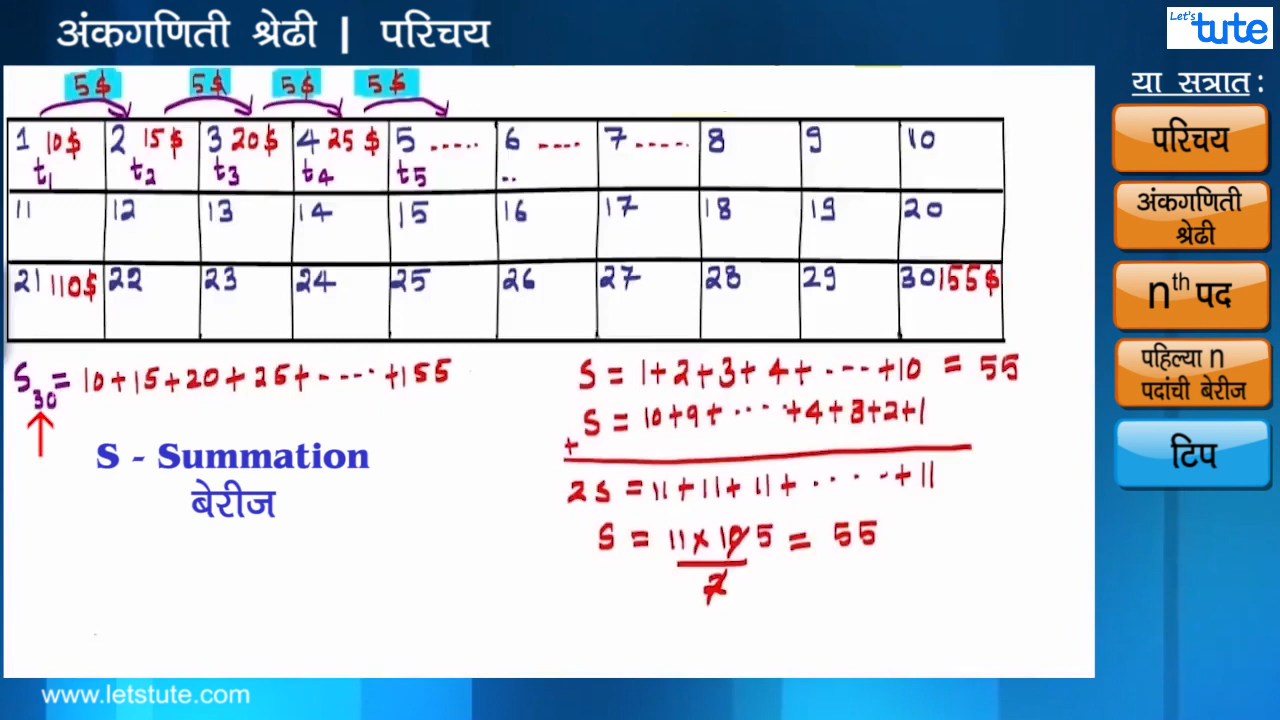 अंकगणिती श्रेढी | परिचय
Let's tute
या सत्रात :
परिचय
अंकगणिती
श्रेढी
nth पद
पहिल्या n
पदांची बेरीज
टिप
5$ 5$ 5$ 5$
1 10$ 2 15$ 3 20$ 4 25$ 5 ..... 6 .... 7 ...... 8 9 10
t1 t2 t3 t4 t5 ..
11 12 13 14 15 16 17 18 19 20
21 110$ 22 23 24 25 26 27 28 29 30 155$
S30 = 10+15+20+25+.....+155
S - Summation
बेरीज
S = 1+2+3+4+....+10 = 55
+ S = 10+9+.....+4+3+2+1
2S = 11+11+11+......+11
S = 11×10 5 = 55
2
www.letstute.com